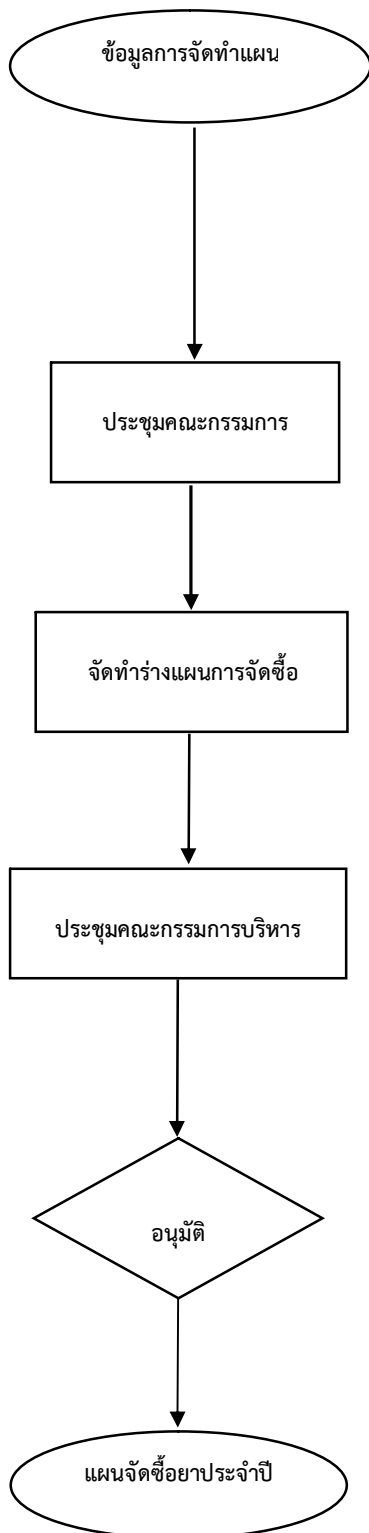 ข้อมูลการจัดทำแผน
ประชุมคณะกรรมการ
จัดทำร่างแผนการจัดซื้อ
ประชุมคณะกรรมการบริหาร
อนุมัติ
แผนจัดซื้อยาประจำปี